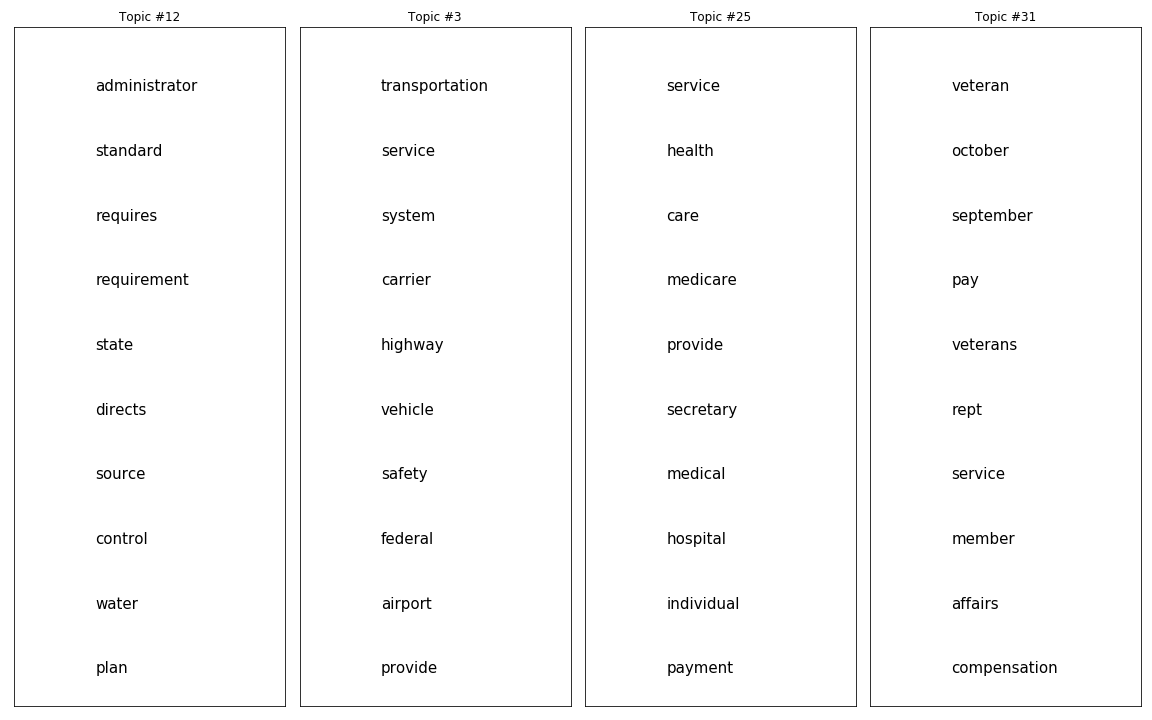 Topic #12
administrator
standard
requires
requirement
state
directs
source
control
water
plan
Topic #3
transportation
service
system
carrier
highway
vehicle
safety
federal
airport
provide
Topic #25
service
health
care
medicare
provide
secretary
medical
hospital
individual
payment
Topic #31
veteran
october
september
pay
veterans
rept
service
member
affairs
compensation